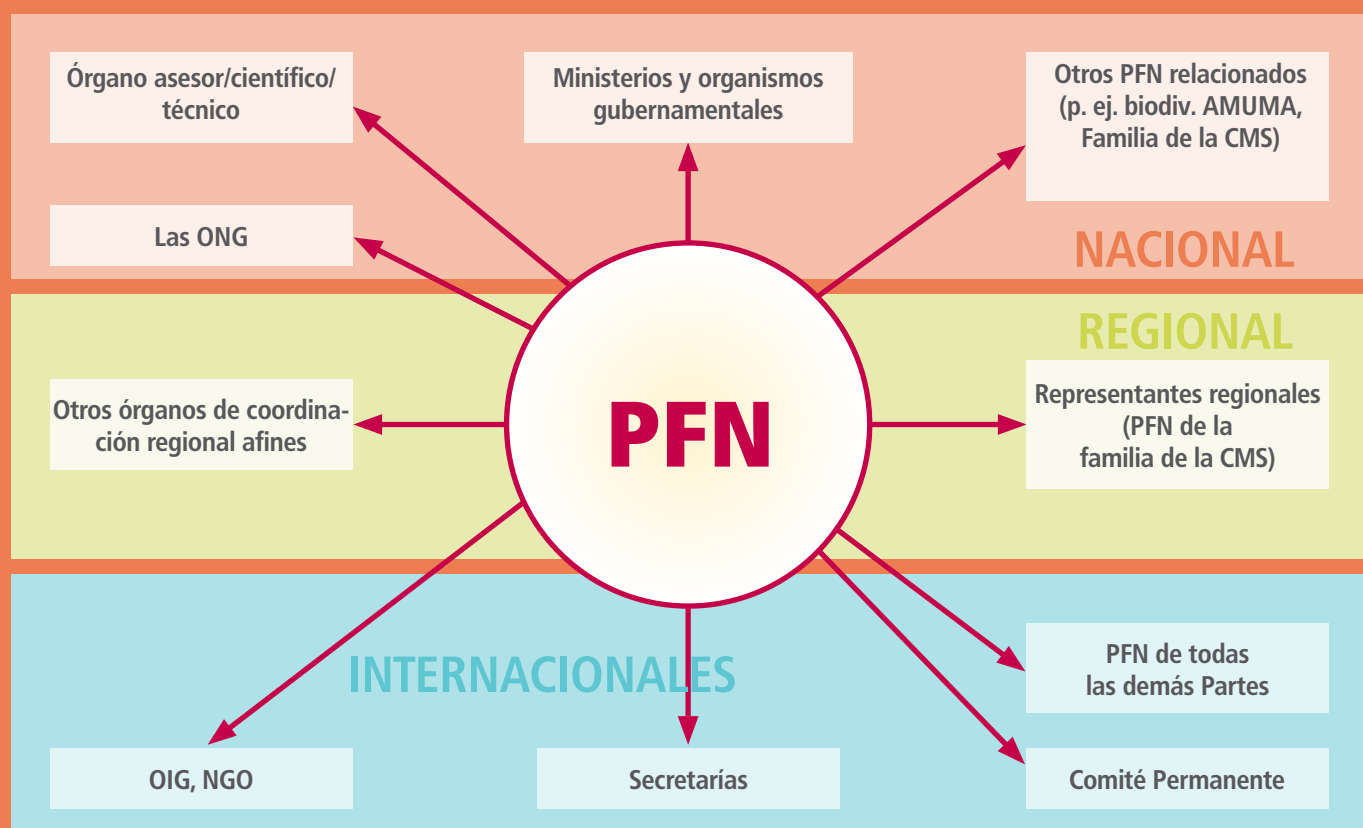 Órgano asesor/científico/
técnico
Ministerios y organismos
gubernamentales
Otros PFN relacionados
(p. ej. biodiv. AMUMA,
Familia de la CMS)
Las ONG
NACIONAL
REGIONAL
Otros órganos de coordina-
ción regional afines
PFN
Representantes regionales
(PFN de la
familia de la CMS)
INTERNACIONALES
PFN de todas
las demás Partes
OIG, NGO
Secretarías
Comité Permanente